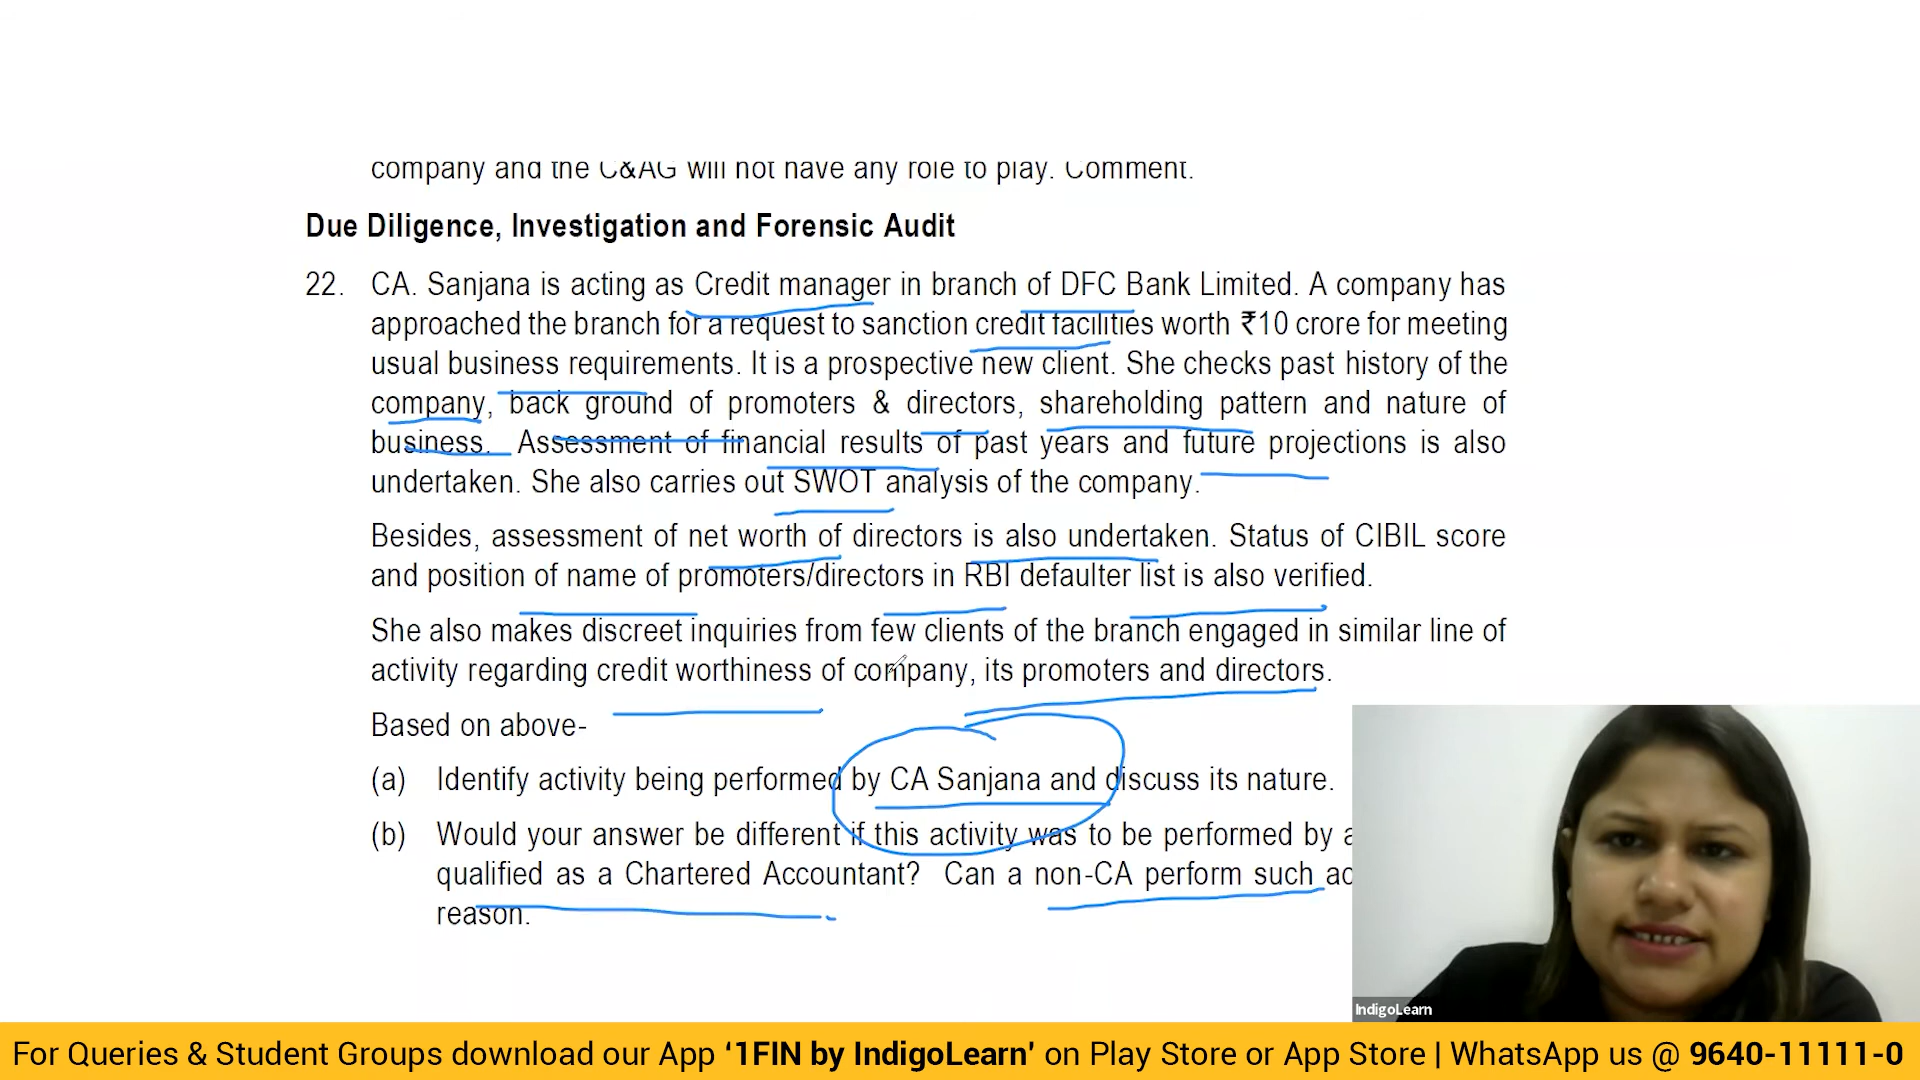 company and the C&AG will not have any role to play. Comment.
Due Diligence, Investigation and Forensic Audit
22. CA. Sanjana is acting as Credit manager in branch of DFC Bank Limited. A company has
approached the branch for a request to sanction credit facilities worth ₹10 crore for meeting
usual business requirements. It is a prospective new client. She checks past history of the
company, back ground of promoters & directors, shareholding pattern and nature of
business. Assessment of financial results of past years and future projections is also
undertaken. She also carries out SWOT analysis of the company.
Besides, assessment of net worth of directors is also undertaken. Status of CIBIL score
and position of name of promoters/directors in RBI defaulter list is also verified.
She also makes discreet inquiries from few clients of the branch engaged in similar line of
activity regarding credit worthiness of company, its promoters and directors.
Based on above-
(a) Identify activity being performed by CA Sanjana and discuss its nature.
(b) Would your answer be different if this activity was to be performed by
qualified as a Chartered Accountant? Can a non-CA perform such
reason.
IndigoLearn
For Queries & Student Groups download our App ‘1FIN by IndigoLearn’ on Play Store or App Store | WhatsApp us @ 9640-11111-0